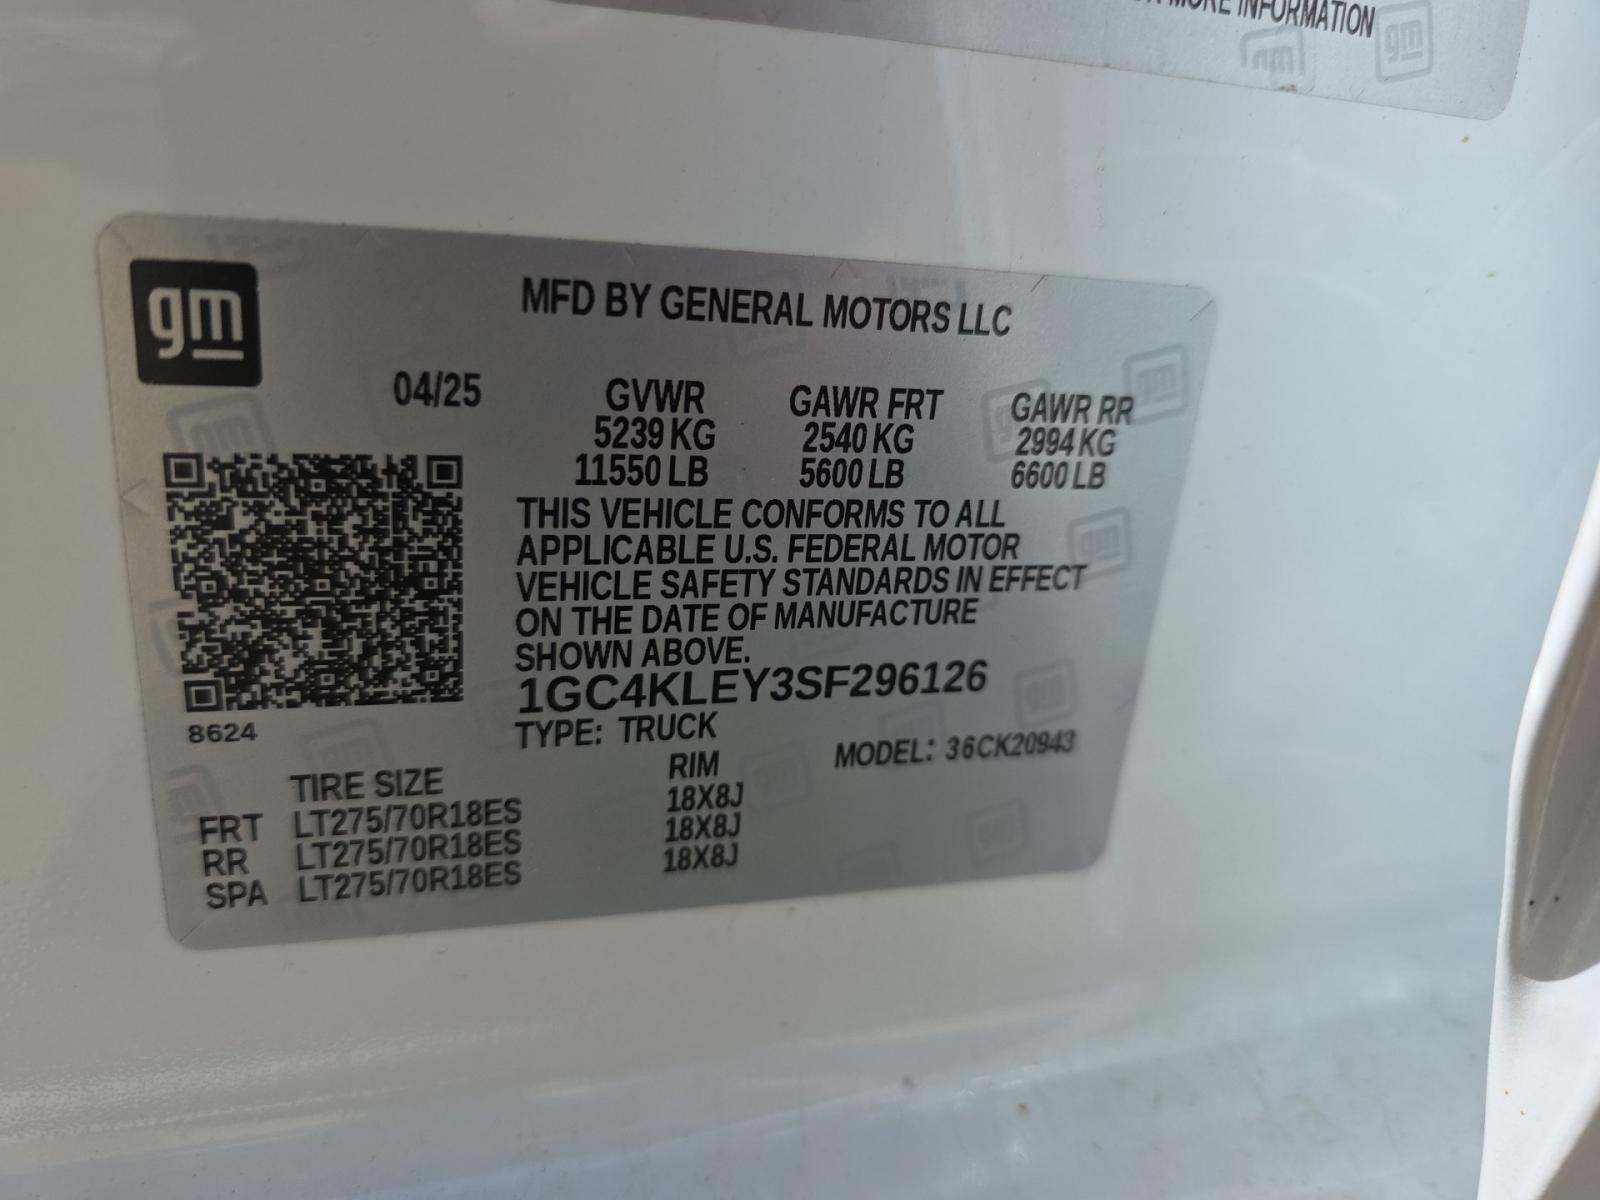 MORE INFORMATION
gm
MFD BY GENERAL MOTORS LLC
04/25 GVWR GAWR FRT GAWR RR
5239 KG 2540 KG 2994 KG
11550 LB 5600 LB 6600 LB
THIS VEHICLE CONFORMS TO ALL
APPLICABLE U.S. FEDERAL MOTOR
VEHICLE SAFETY STANDARDS IN EFFECT
ON THE DATE OF MANUFACTURE
SHOWN ABOVE.
1GC4KLEY3SF296126
8624
TYPE: TRUCK
MODEL: 36CK20943
TIRE SIZE RIM
FRT LT275/70R18ES 18X8J
RR LT275/70R18ES 18X8J
SPA LT275/70R18ES 18X8J